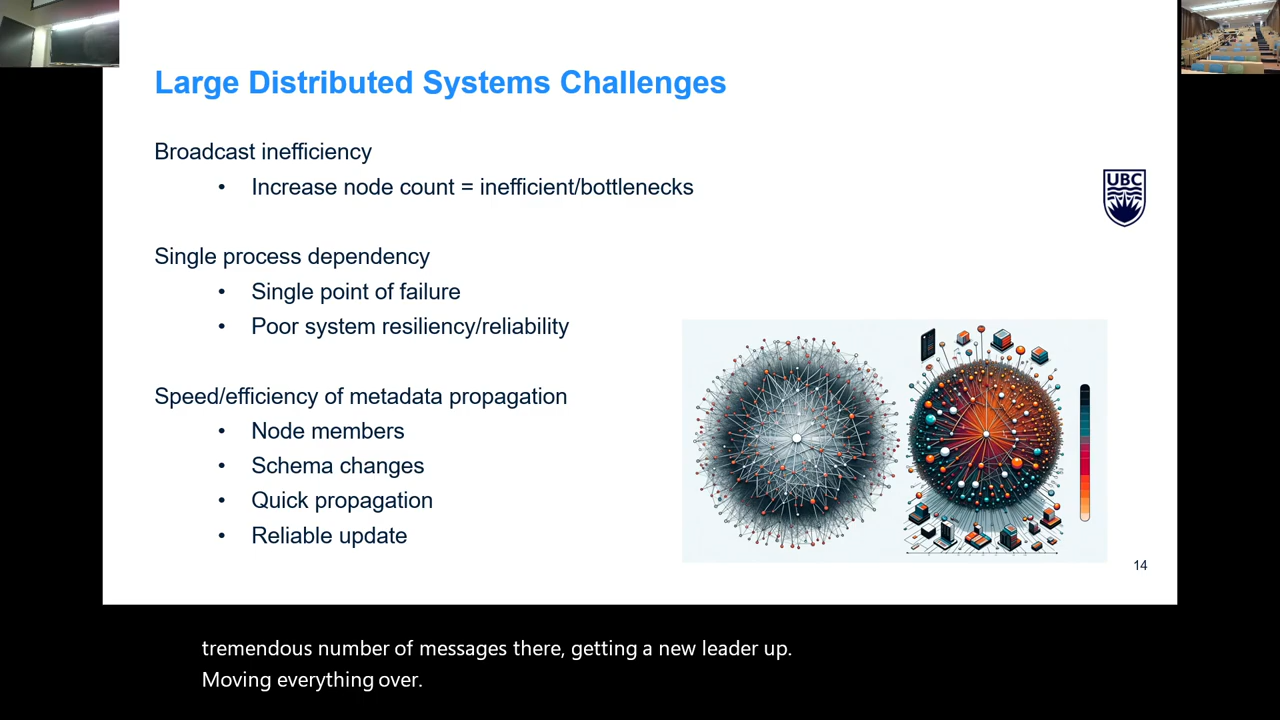 Large Distributed Systems Challenges
Broadcast inefficiency
• Increase node count = inefficient/bottlenecks
UBC
Single process dependency
• Single point of failure
• Poor system resiliency/reliability
Speed/efficiency of metadata propagation
• Node members
• Schema changes
• Quick propagation
• Reliable update
14
tremendous number of messages there, getting a new leader up.
Moving everything over.